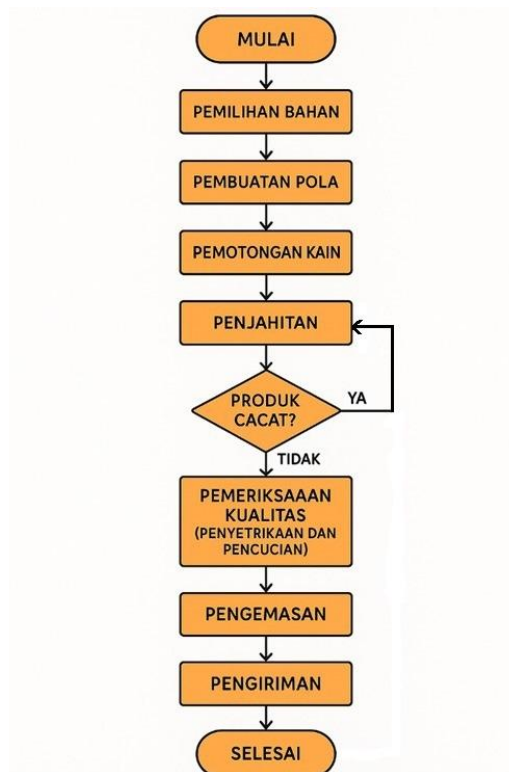 MULAI
PEMILIHAN BAHAN
PEMBUATAN POLA
PEMOTONGAN KAIN
PENJAHITAN
PRODUK
CACAT?
YA
TIDAK
PEMERIKSAAAN
KUALITAS
(PENYETRIKAAN DAN
PENCUCIAN)
PENGEMASAN
PENGIRIMAN
SELESAI